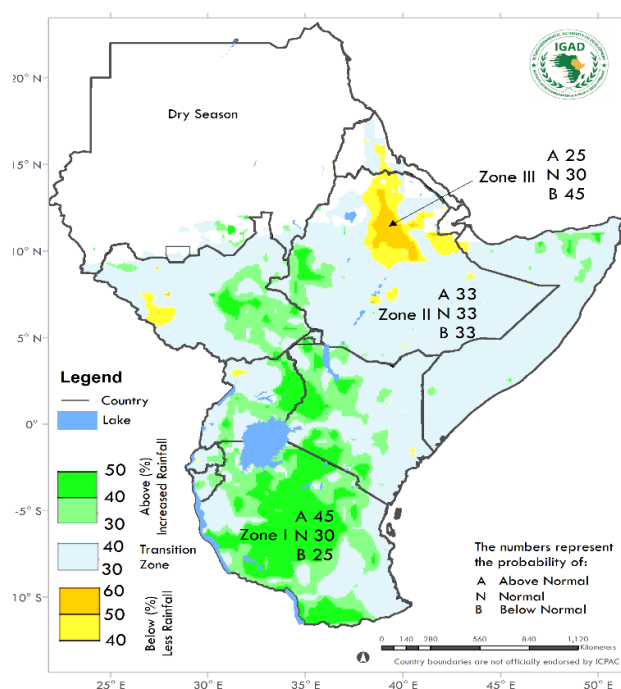 IGAD
20° N
15° N
10° N
5° N
0°
-5° S
10° S
25° E
30° E
35° E
40° E
45° E
50° E
Dry Season
Zone III
A 25
N 30
B 45
Zone II
A 33
N 33
B 33
Zone I
A 45
N 30
B 25
Legend
Country
Lake
50
40
30
Above (%)
Increased Rainfall
40
30
Transition
Zone
60
50
40
Below (%)
Less Rainfall
The numbers represent
the probability of:
A Above Normal
N Normal
B Below Normal
0 140 280 560 840 1,120
Kilometers
Country boundaries are not officially endorsed by ICPAC